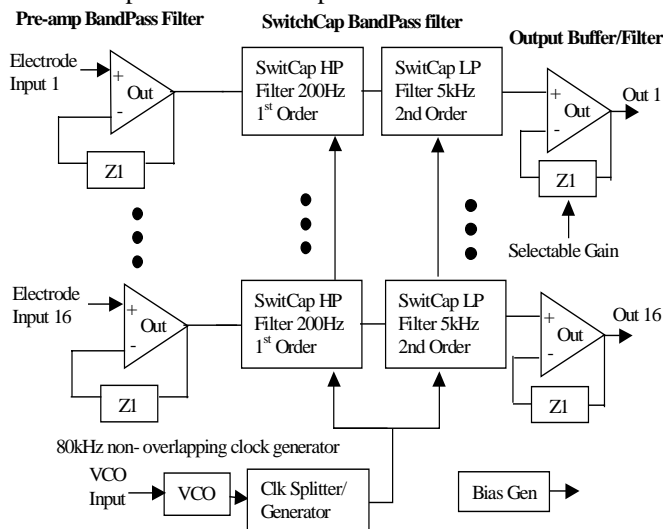 Pre-amp BandPass Filter
SwitchCap BandPass filter
Output Buffer/Filter
Electrode
Input 1
+
Out
-
Z1
SwitCap HP
Filter 200Hz
1st Order
SwitCap LP
Filter 5kHz
2nd Order
+
Out
-
Z1
Out 1
Selectable Gain
Electrode
Input 16
+
Out
-
Z1
SwitCap HP
Filter 200Hz
1st Order
SwitCap LP
Filter 5kHz
2nd Order
+
Out
-
Z1
Out 16
80kHz non- overlapping clock generator
VCO
Input
VCO
Clk Splitter/
Generator
Bias Gen